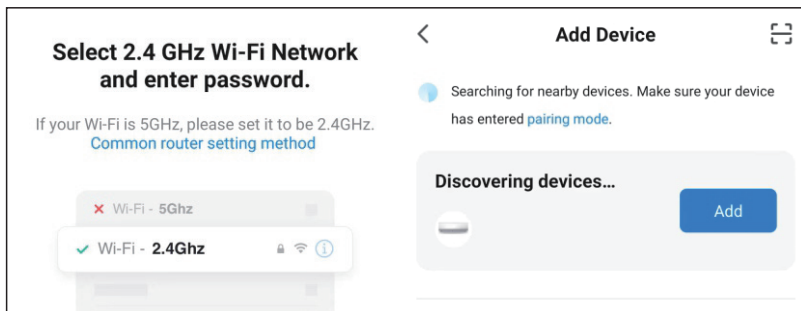 Select 2.4 GHz Wi-Fi Network
and enter password.
If your Wi-Fi is 5GHz, please set it to be 2.4GHz.
Common router setting method
Wi-Fi - 5Ghz
Wi-Fi - 2.4Ghz
Add Device
Searching for nearby devices. Make sure your device
has entered pairing mode.
Discovering devices...
Add